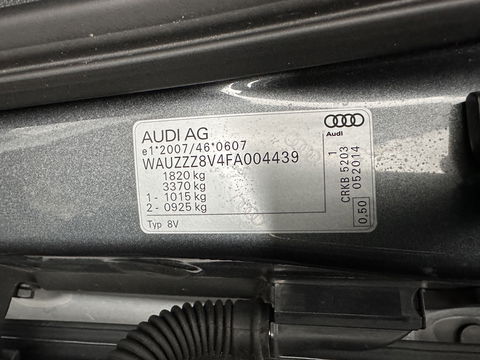 AUDI AG
e1*2007/46*0607
WAUZZZ8V4FA004439
1820 kg
3370 kg
1 - 1015 kg
2 - 0925 kg
Typ 8V
Audi
1
CRKB 5203
052014
0,50